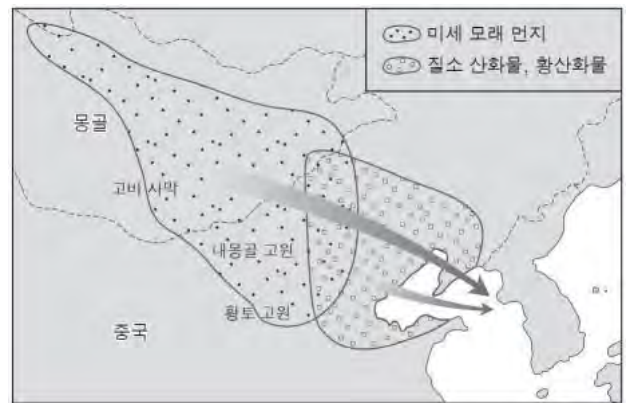 미세 모래 먼지
질소 산화물, 황산화물
몽골
고비 사막
내몽골 고원
황토 고원
중국